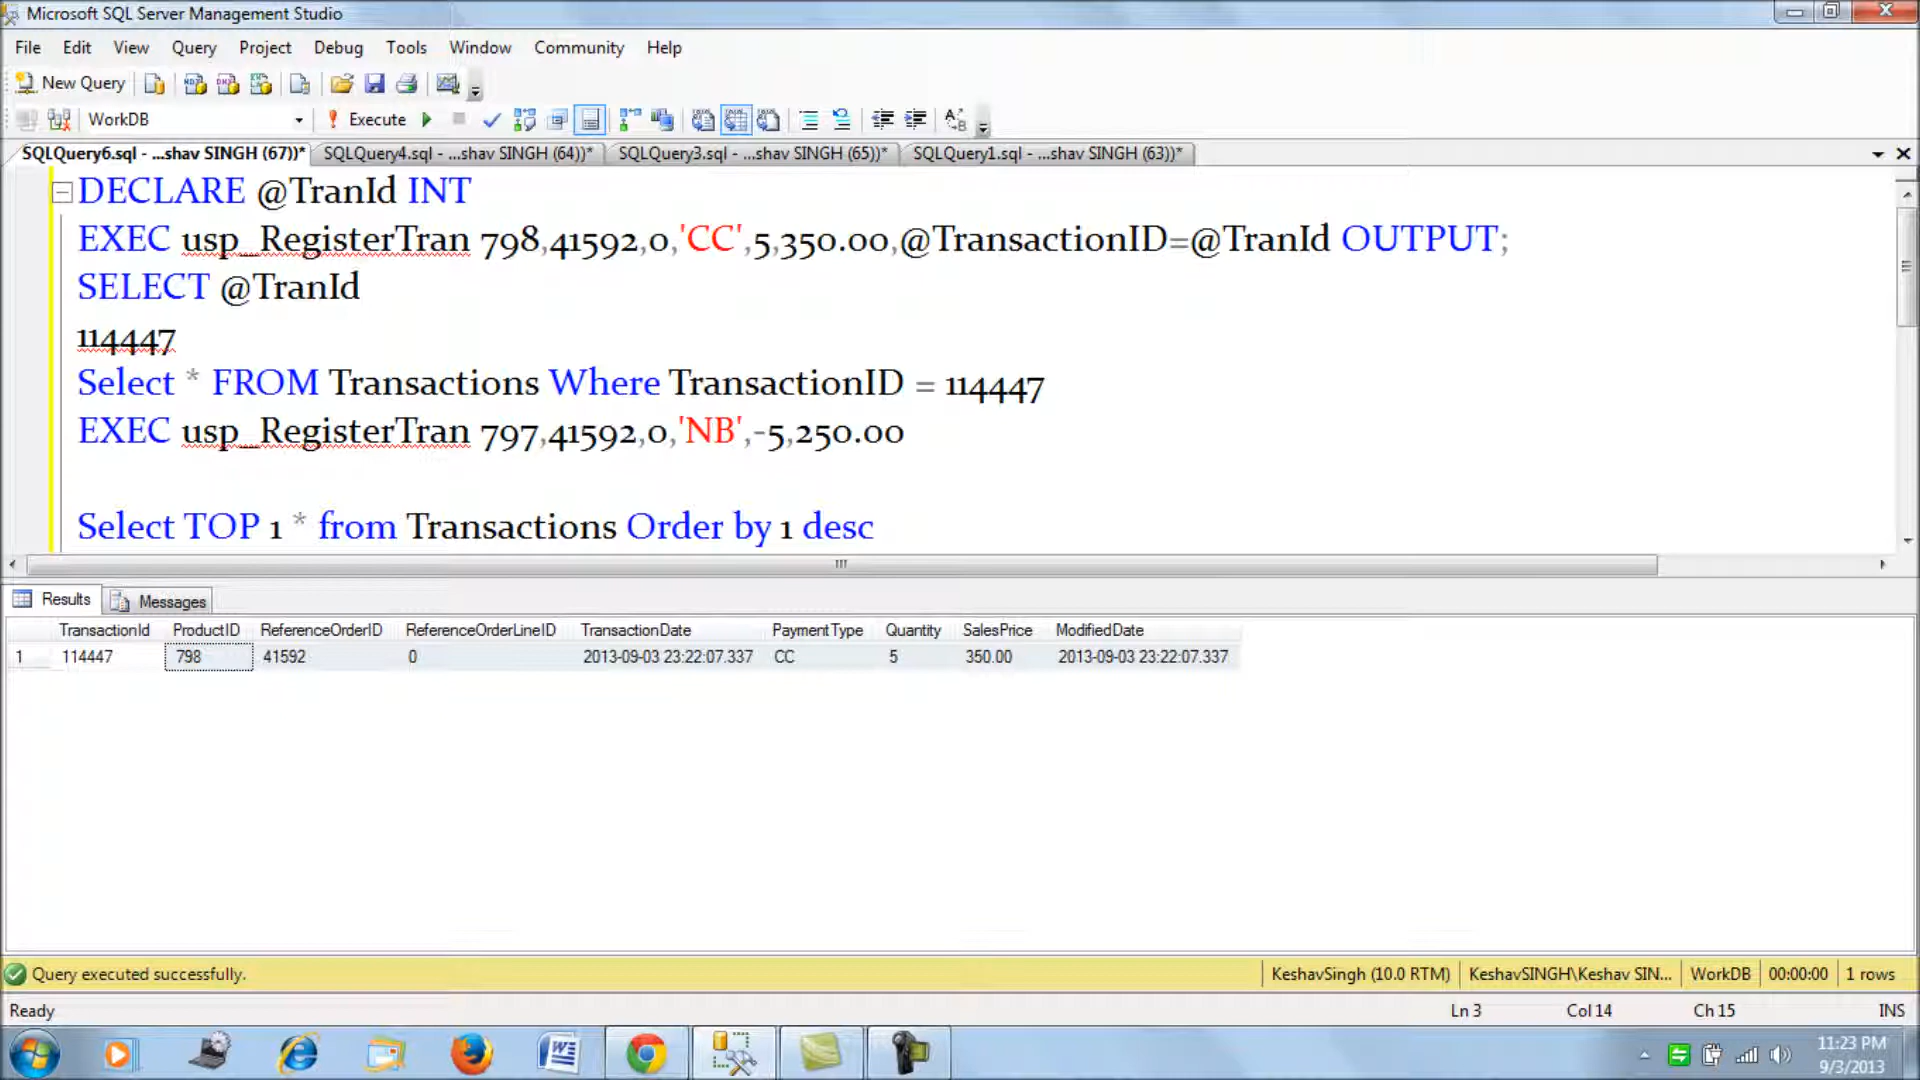 Microsoft SQL Server Management Studio
File Edit View Query Project Debug Tools Window Community Help
New Query
WorkDB Execute
SQLQuery6.sql - ...shav SINGH (67))* SQLQuery4.sql - ...shav SINGH (64))* SQLQuery3.sql - ...shav SINGH (65))* SQLQuery1.sql - ...shav SINGH (63))*
DECLARE @TranId INT
EXEC usp_RegisterTran 798,41592,0,'CC',5,350.00,@TransactionID=@TranId OUTPUT;
SELECT @TranId
114447
Select * FROM Transactions Where TransactionID = 114447
EXEC usp_RegisterTran 797,41592,0,'NB',-5,250.00
Select TOP 1 * from Transactions Order by 1 desc
Results Messages
TransactionId ProductID ReferenceOrderID ReferenceOrderLineID TransactionDate PaymentType Quantity SalesPrice ModifiedDate
1 114447 798 41592 0 2013-09-03 23:22:07.337 CC 5 350.00 2013-09-03 23:22:07.337
Query executed successfully. KeshavSingh (10.0 RTM) KeshavSINGH\Keshav SIN... WorkDB 00:00:00 1 rows
Ready Ln 3 Col 14 Ch 15 INS
11:23 PM
9/3/2013